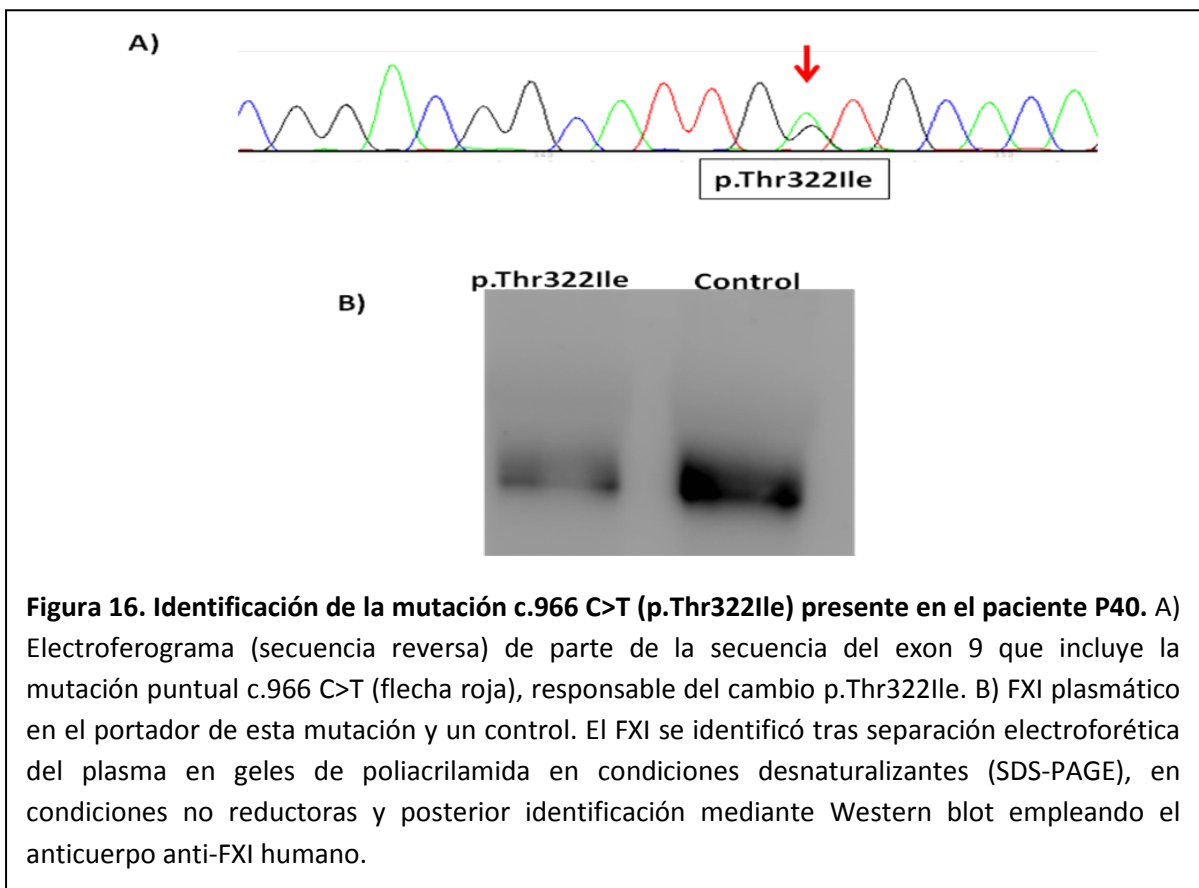 A)
p.Thr322Ile
p.Thr322Ile Control
B)
Figura 16. Identificación de la mutación c.966 C>T (p.Thr322Ile) presente en el paciente P40. A)
Electroferograma (secuencia reversa) de parte de la secuencia del exon 9 que incluye la
mutación puntual c.966 C>T (flecha roja), responsable del cambio p.Thr322Ile. B) FXI plasmático
en el portador de esta mutación y un control. El FXI se identificó tras separación electroforética
del plasma en geles de poliacrilamida en condiciones desnaturalizantes (SDS-PAGE), en
condiciones no reductoras y posterior identificación mediante Western blot empleando el
anticuerpo anti-FXI humano.